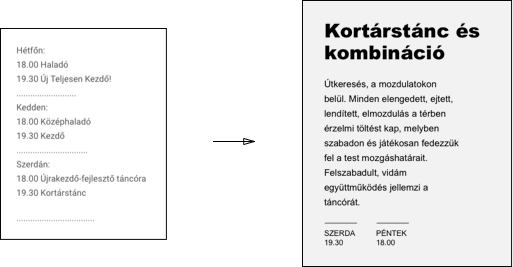 Hétfőn:
18.00 Haladó
19.30 Új Teljesen Kezdő!
..........................
Kedden:
18.00 Középhaladó
19.30 Kezdő
...............................
Szerdán:
18.00 Újrakezdő-fejlesztő táncóra
19.30 Kortárstánc
..................................
Kortárstánc és
kombináció
Útkeresés, a mozdulatokon
belül. Minden elengedett, ejtett,
lendített, elmozdulás a térben
érzelmi töltést kap, melyben
szabadon és játékosan fedezzük
fel a test mozgáshatárait.
Felszabadult, vidám
együttműködés jellemzi a
táncórát.
SZERDA
19.30
PÉNTEK
18.00